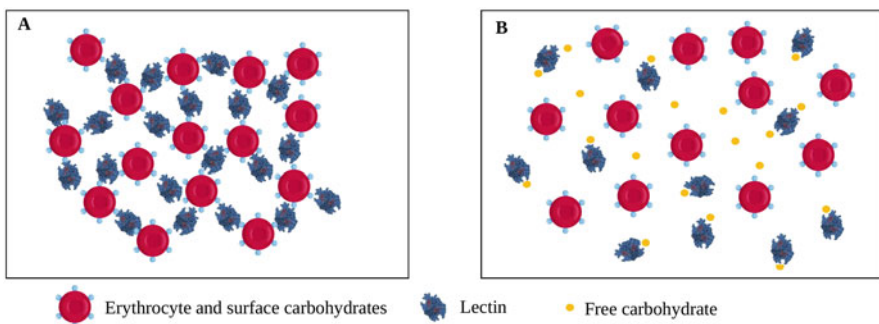 A
B
Erythrocyte and surface carbohydrates
Lectin
Free carbohydrate